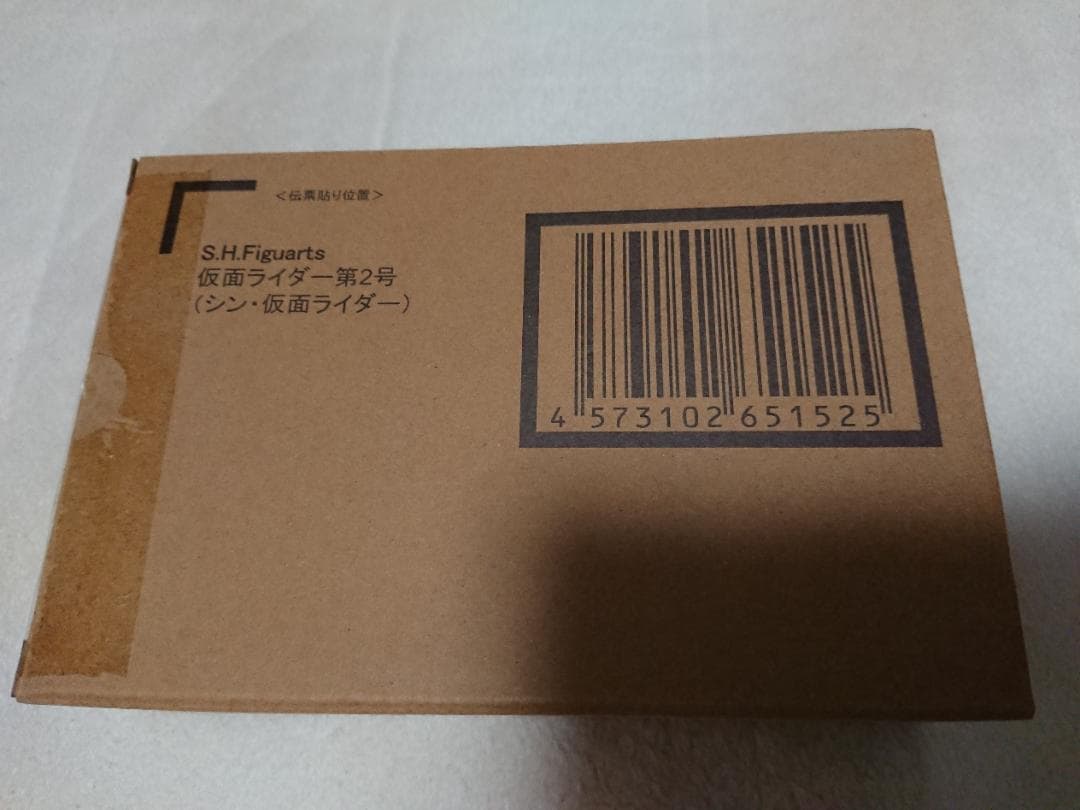 ＜伝票貼り位置＞
S.H.Figuarts
仮面ライダー第2号
（シン・仮面ライダー）
4 573102 651525